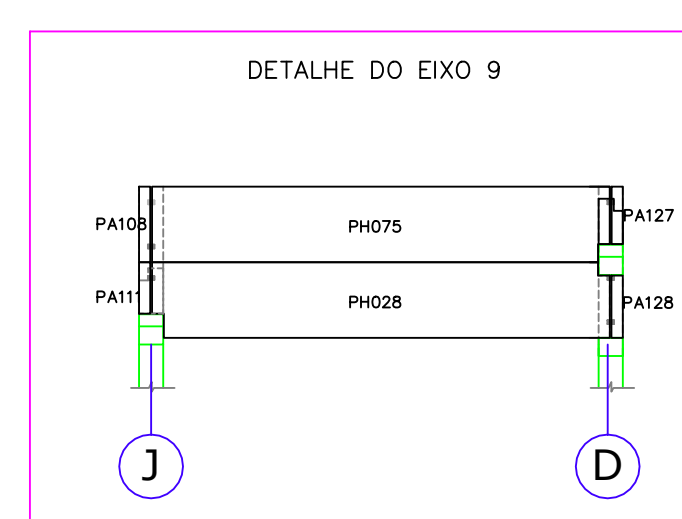 DETALHE DO EIXO 9
PA108
PH075
PA127
PA111
PH028
PA128
J
D